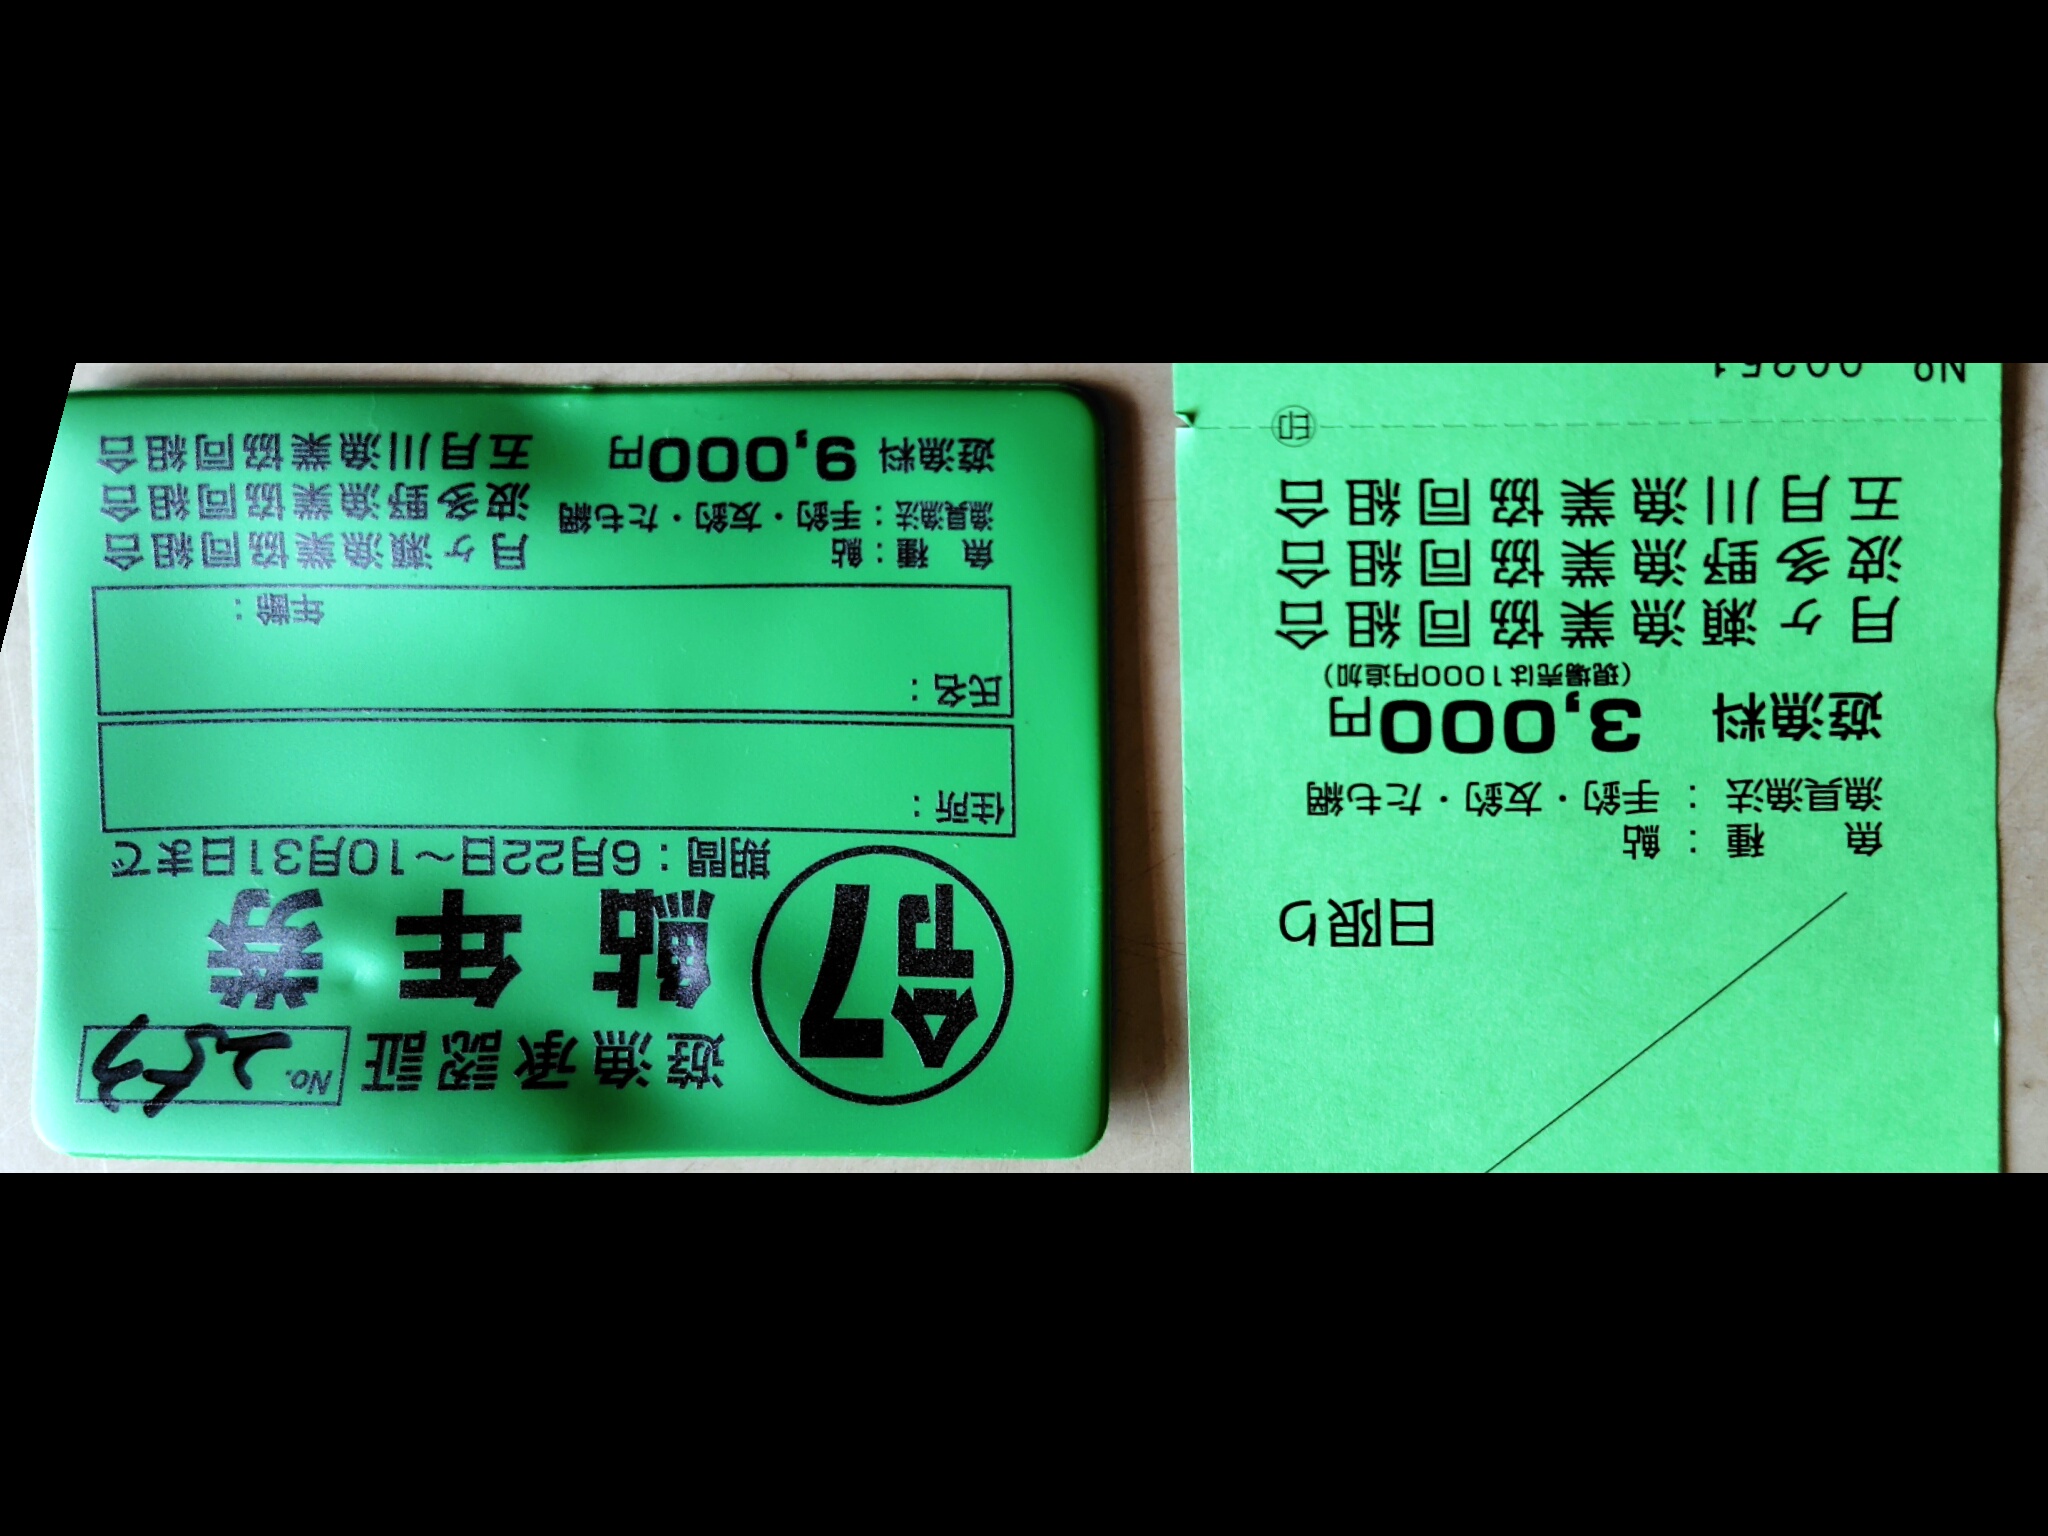 日限り
魚　種：鮎
漁具漁法：手釣・友釣・たも網
遊漁料 3,000円
(現場売は1000円追加)
月ヶ瀬漁業協同組合
波多野漁業協同組合
五月川漁業協同組合
印
No 00251
令7
遊漁承認証 No.
鮎年券
期間：6月22日～10月31日まで
住所：
氏名：
年齢：
魚　種：鮎
漁具漁法：手釣・友釣・たも網
遊漁料 9,000円
月ヶ瀬漁業協同組合
波多野漁業協同組合
五月川漁業協同組合